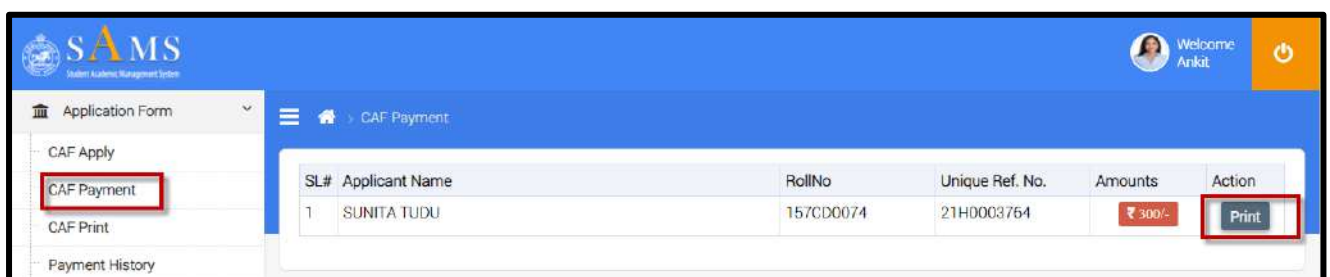 SAMS
Student Academic Management System
Welcome
Ankit
Application Form
CAF Apply
CAF Payment
CAF Print
Payment History
> CAF Payment
SL# Applicant Name RollNo Unique Ref. No. Amounts Action
1 SUNITA TUDU 157CD0074 21H0003764 ₹ 300/- Print